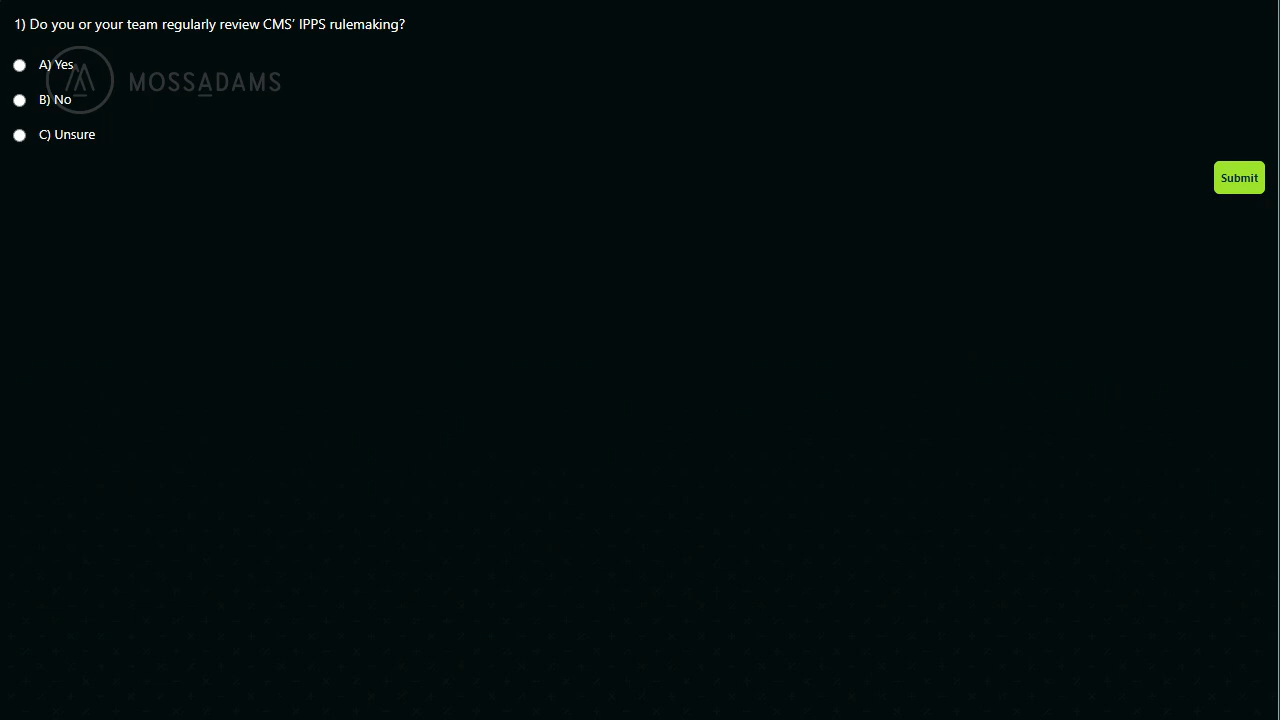 1) Do you or your team regularly review CMS’ IPPS rulemaking?
A) Yes
MOSSADAMS
B) No
C) Unsure
Submit